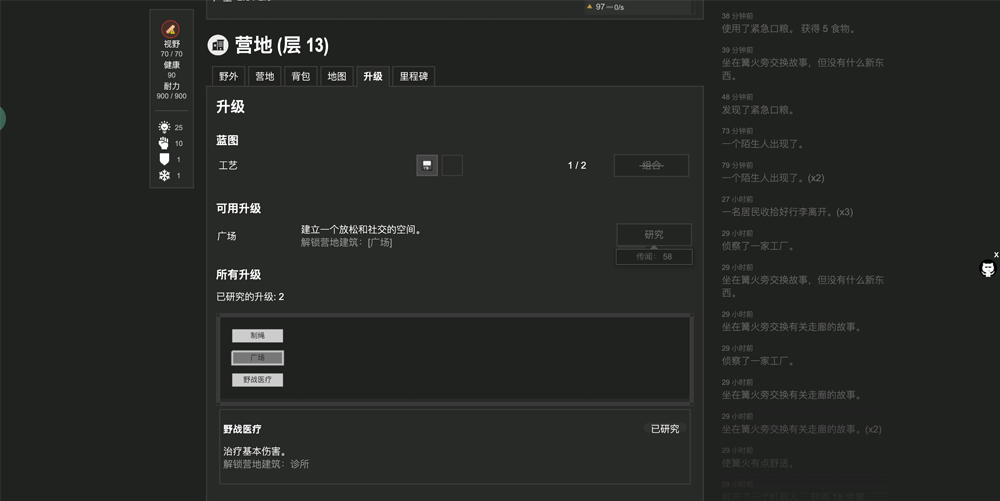 97 — 0/s
视野
70 / 70
健康
90
耐力
900 / 900
25
10
1
1
营地 (层 13)
野外
营地
背包
地图
升级
里程碑
升级
蓝图
工艺
1 / 2
组合
可用升级
广场
建立一个放松和社交的空间。
解锁营地建筑：[广场]
研究
传闻： 58
所有升级
已研究的升级: 2
制绳
广场
野战医疗
野战医疗
已研究
治疗基本伤害。
解锁营地建筑：诊所
38 分钟前
使用了紧急口粮。 获得 5 食物。
39 分钟前
坐在篝火旁交换故事，但没有什么新东
西。
48 分钟前
发现了紧急口粮。
73 分钟前
一个陌生人出现了。
79 分钟前
一个陌生人出现了。(x2)
27 小时前
一名居民收拾好行李离开。(x3)
29 小时前
侦察了一家工厂。
29 小时前
坐在篝火旁交换故事，但没有什么新东
西。
29 小时前
坐在篝火旁交换有关走廊的故事。
29 小时前
侦察了一家工厂。
29 小时前
坐在篝火旁交换有关走廊的故事。
29 小时前
坐在篝火旁交换有关走廊的故事。(x2)
29 小时前
使篝火有点舒适。
29 小时前
x